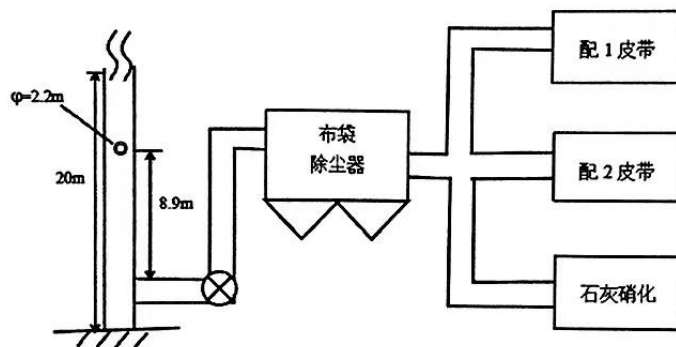 配1皮带
φ=2.2m
布袋
除尘器
配2皮带
20m
8.9m
石灰硝化